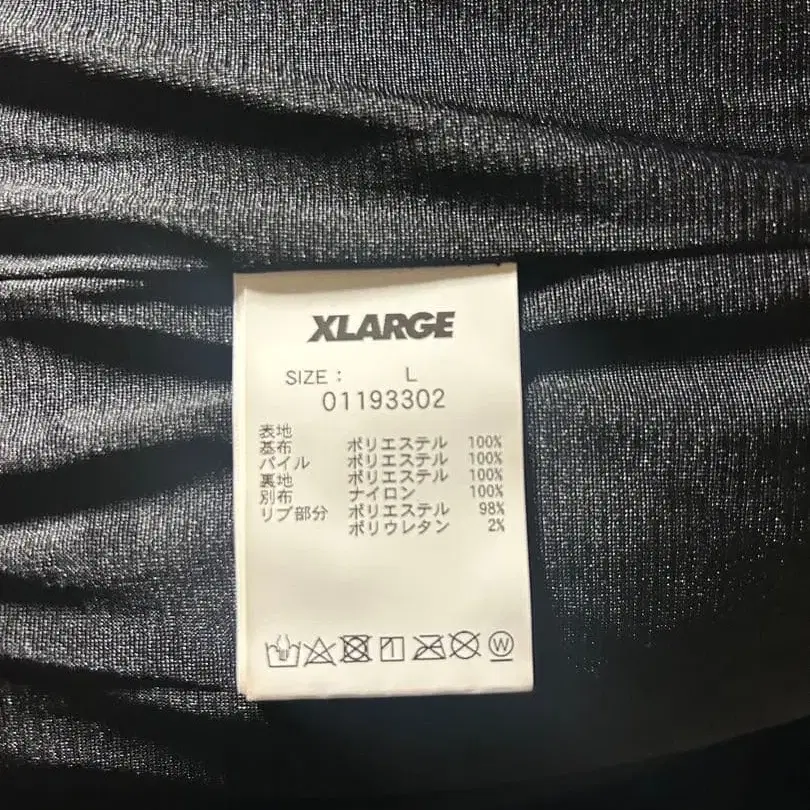 XLARGE
SIZE： L
01193302
表地
基布 ポリエステル 100%
パイル ポリエステル 100%
裏地 ポリエステル 100%
別布 ナイロン 100%
リブ部分 ポリエステル 98%
ポリウレタン 2%
W